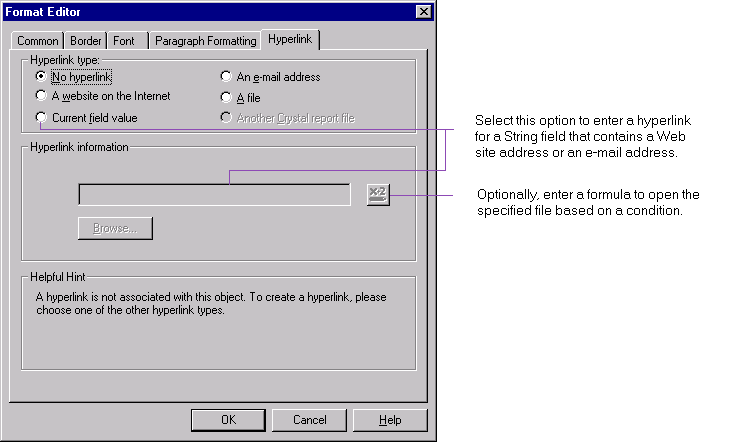 Format Editor
Common Border Font Paragraph Formatting Hyperlink
Hyperlink type:
No hyperlink An e-mail address
A website on the Internet A file
Current field value Another Crystal report file
Select this option to enter a hyperlink
for a String field that contains a Web
site address or an e-mail address.
Hyperlink information
X+2
Optionally, enter a formula to open the
specified file based on a condition.
Browse...
Helpful Hint
A hyperlink is not associated with this object. To create a hyperlink, please
choose one of the other hyperlink types.
OK Cancel Help